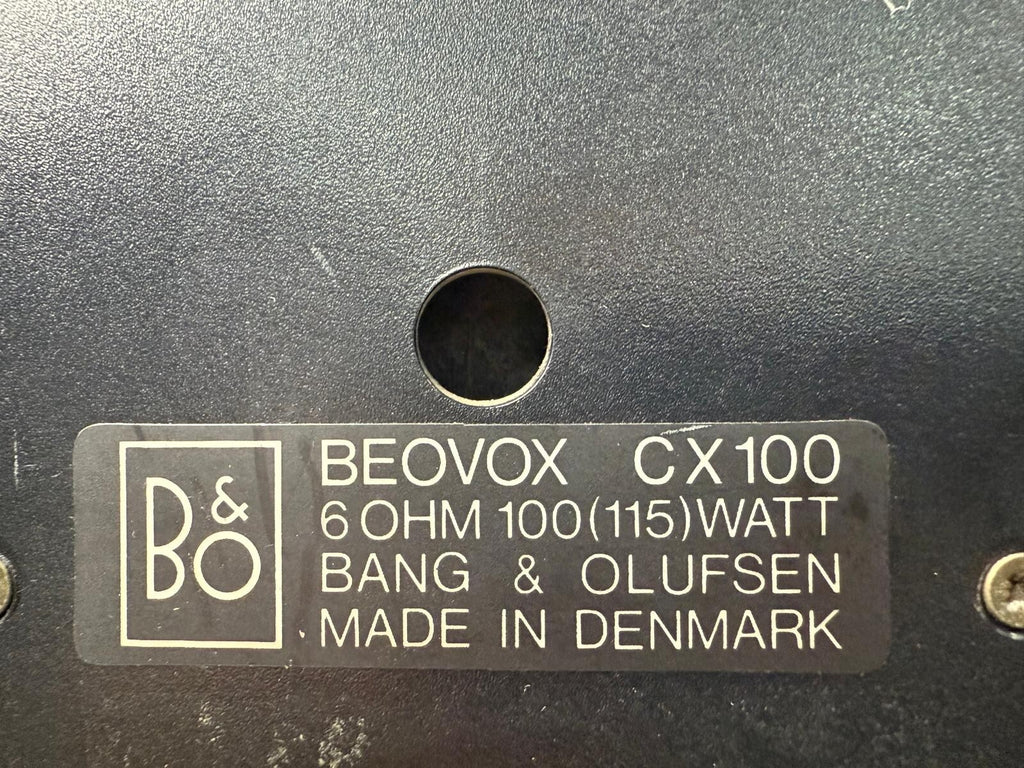 B&O
BEOVOX CX100
6 OHM 100 (115) WATT
BANG & OLUFSEN
MADE IN DENMARK